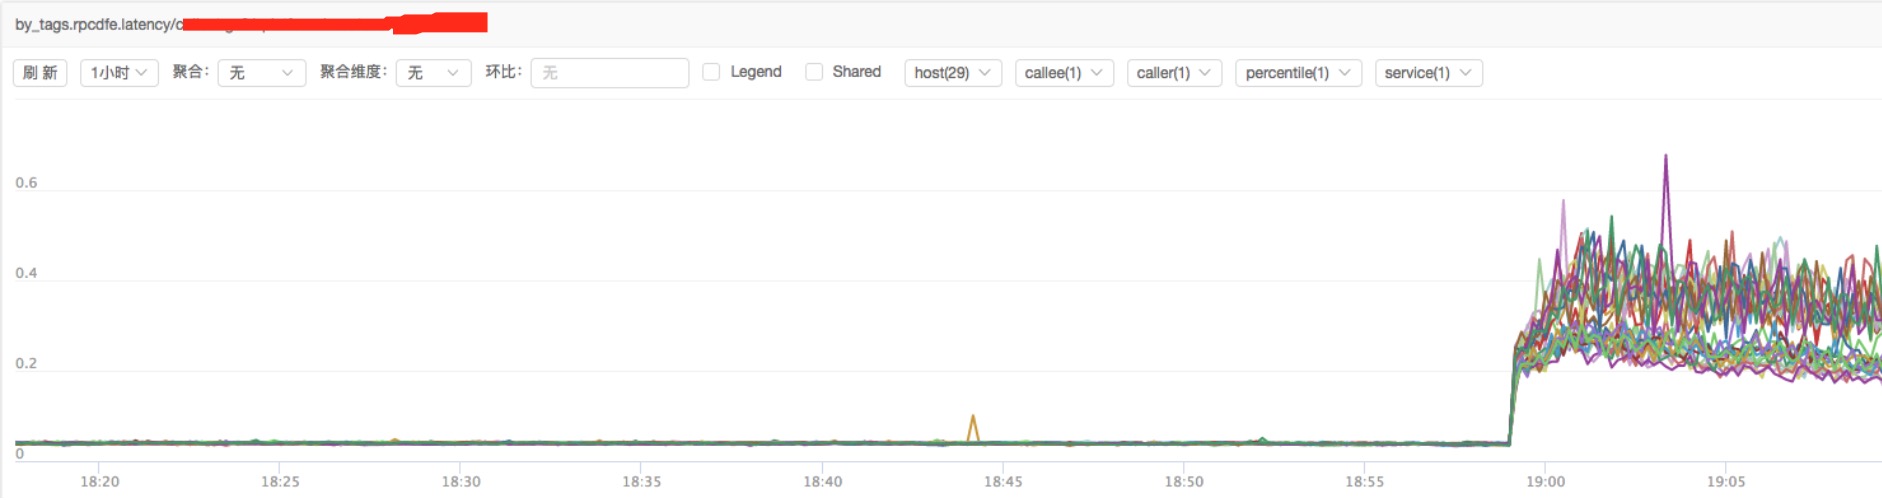 by_tags.rpcdfe.latency/c
刷 新 1小时 聚合: 无 聚合维度: 无 环比: 无 Legend Shared host(29) callee(1) caller(1) percentile(1) service(1)
0.6
0.4
0.2
0
18:20 18:25 18:30 18:35 18:40 18:45 18:50 18:55 19:00 19:05